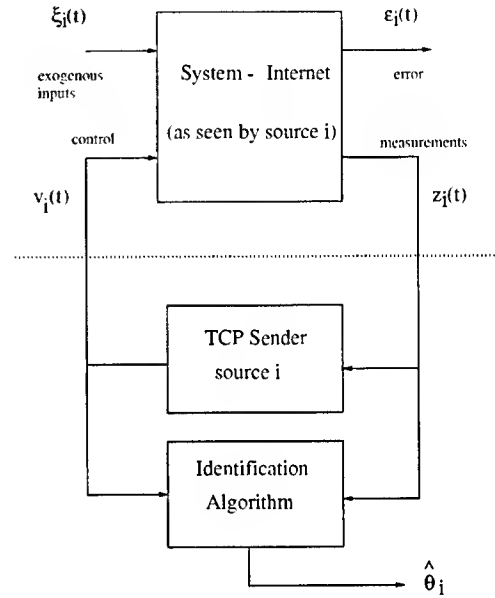 ξi(t)
εi(t)
exogenous
inputs
System - Internet
(as seen by source i)
error
control
measurements
vi(t)
zi(t)
TCP Sender
source i
Identification
Algorithm
θ̂i